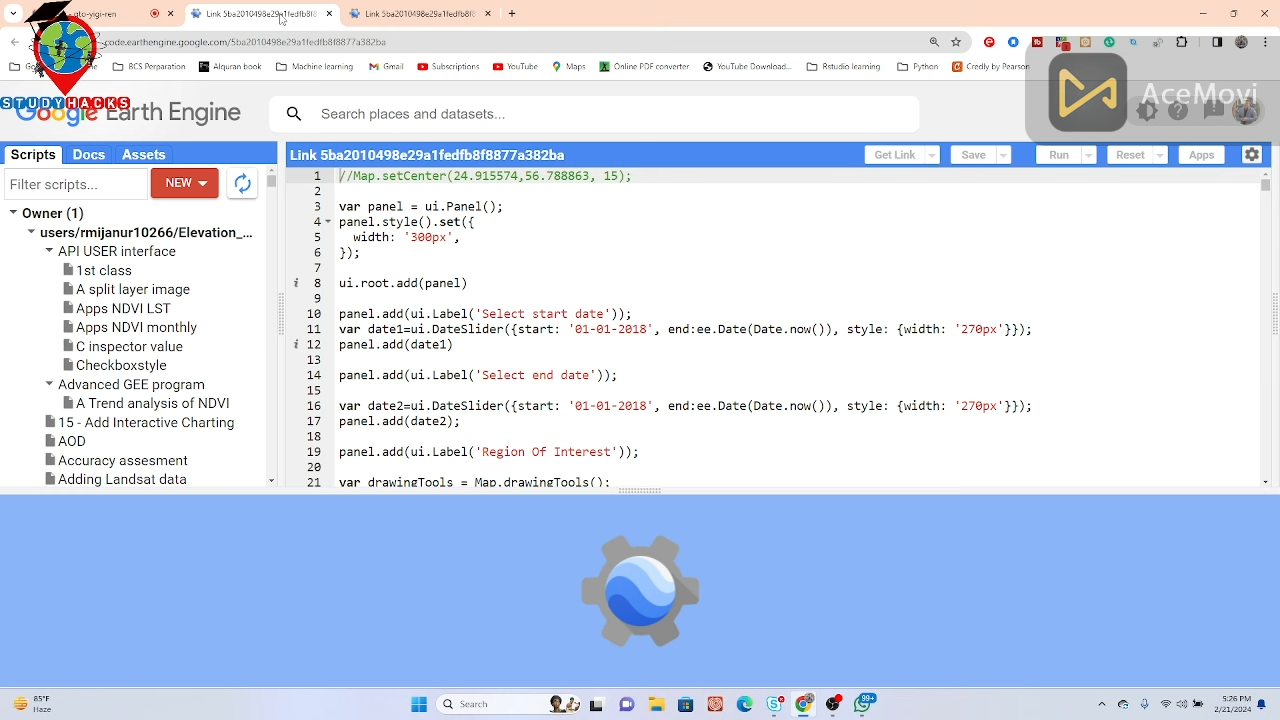 Link 5ba2010498e29a1fedfb8f8
Link 5ba2010498e29a1fedfb8f8
code.earthengine.google.com/5ba2010498e29a1fedfb8f8877a382ba
BCS Perparation
Alquran book
Machine learning
Gmail
Subscriptions
YouTube
Maps
Online PDF converter
YouTube Download...
Rstudio learning
Python
Credly by Pearson
AceMovi
STUDYHACKS
Google Earth Engine
Search places and datasets...
Scripts
Docs
Assets
Link 5ba2010498e29a1fedfb8f8877a382ba
Get Link
Save
Run
Reset
Apps
Filter scripts...
NEW
Owner (1)
users/rmijanur10266/Elevation_...
API USER interface
1st class
A split layer image
Apps NDVI LST
Apps NDVI monthly
C inspector value
Checkboxstyle
Advanced GEE program
A Trend analysis of NDVI
15 - Add Interactive Charting
AOD
Accuracy assesment
Adding Landsat data
1 //Map.setCenter(24.915574,56.788863, 15);
2
3 var panel = ui.Panel();
4 panel.style().set({
5 width: '300px',
6 });
7
i 8 ui.root.add(panel)
9
10 panel.add(ui.Label('Select start date'));
11 var date1=ui.DateSlider({start: '01-01-2018', end:ee.Date(Date.now()), style: {width: '270px'}});
i 12 panel.add(date1)
13
14 panel.add(ui.Label('Select end date'));
15
16 var date2=ui.DateSlider({start: '01-01-2018', end:ee.Date(Date.now()), style: {width: '270px'}});
17 panel.add(date2);
18
19 panel.add(ui.Label('Region Of Interest'));
20
21 var drawingTools = Map.drawingTools();
85°F
Haze
Search
99+
5:26 PM
2/21/2024